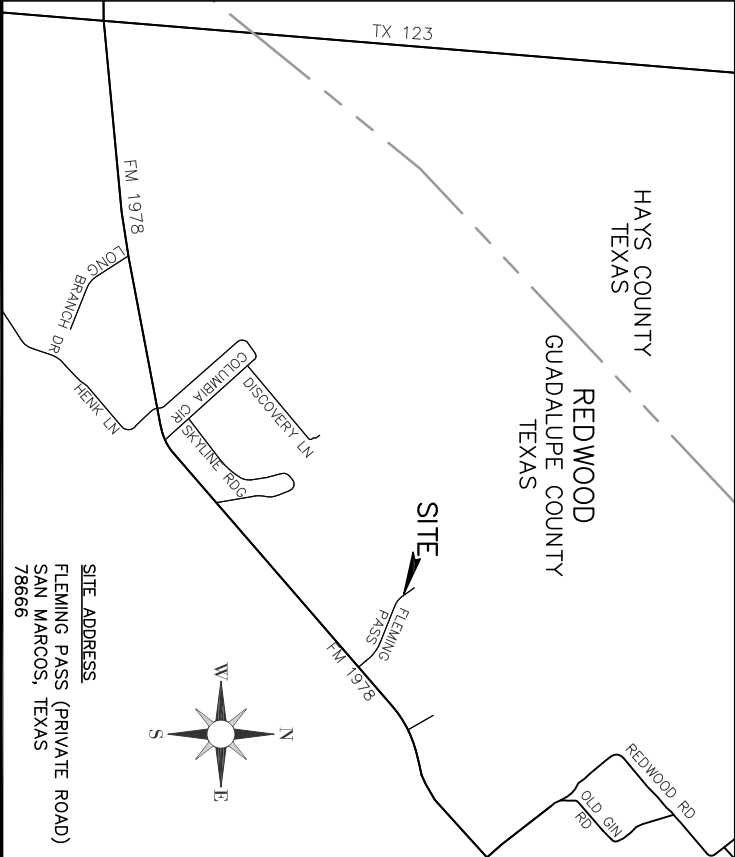 TX 123
HAYS COUNTY
TEXAS
REDWOOD
GUADALUPE COUNTY
TEXAS
FM 1978
LONG
BRANCH DR
HENK LN
COLUMBIA CIR
DISCOVERY LN
SKYLINE RDG
SITE
FLEMING
PASS
FM 1978
REDWOOD RD
OLD GIN
RD
N
W
E
S
SITE ADDRESS
FLEMING PASS (PRIVATE ROAD)
SAN MARCOS, TEXAS
78666